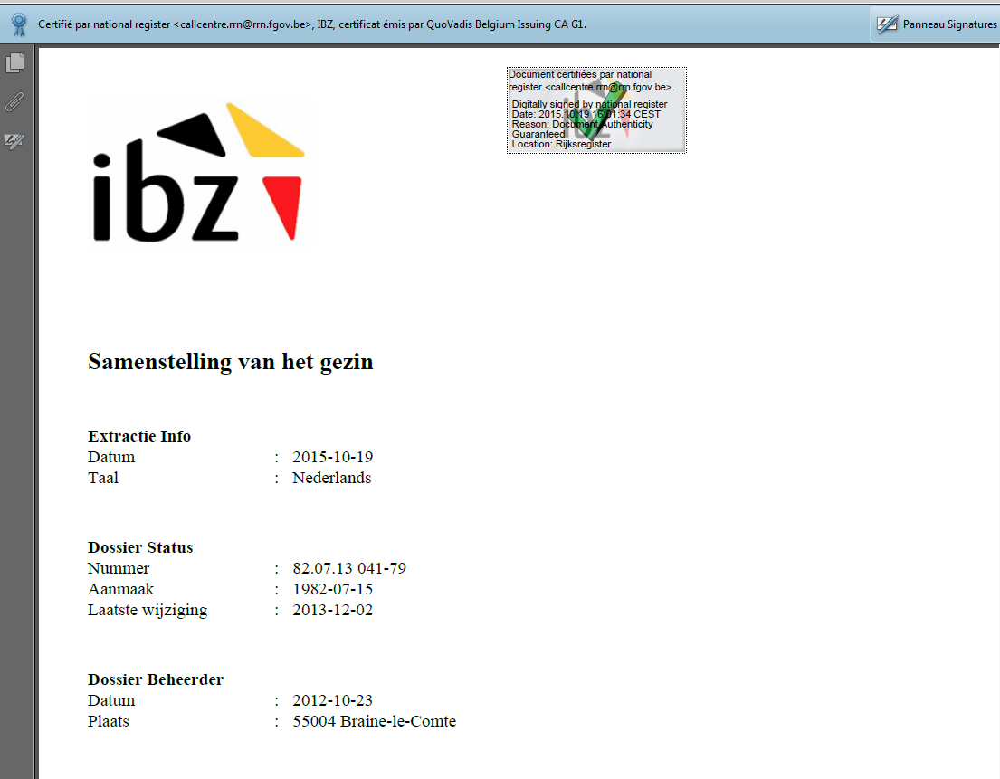 Certifié par national register <callcentre.rrn@rrn.fgov.be>, IBZ, certificat émis par QuoVadis Belgium Issuing CA G1.
Panneau Signatures
Document certifiées par national
register <callcentre.rrn@rrn.fgov.be>.
Digitally signed by national register
Date: 2015.10.19 16:01:34 CEST
Reason: Document Authenticity
Guaranteed
Location: Rijksregister
ibz
ibz
Samenstelling van het gezin
Extractie Info
Datum : 2015-10-19
Taal : Nederlands
Dossier Status
Nummer : 82.07.13 041-79
Aanmaak : 1982-07-15
Laatste wijziging : 2013-12-02
Dossier Beheerder
Datum : 2012-10-23
Plaats : 55004 Braine-le-Comte